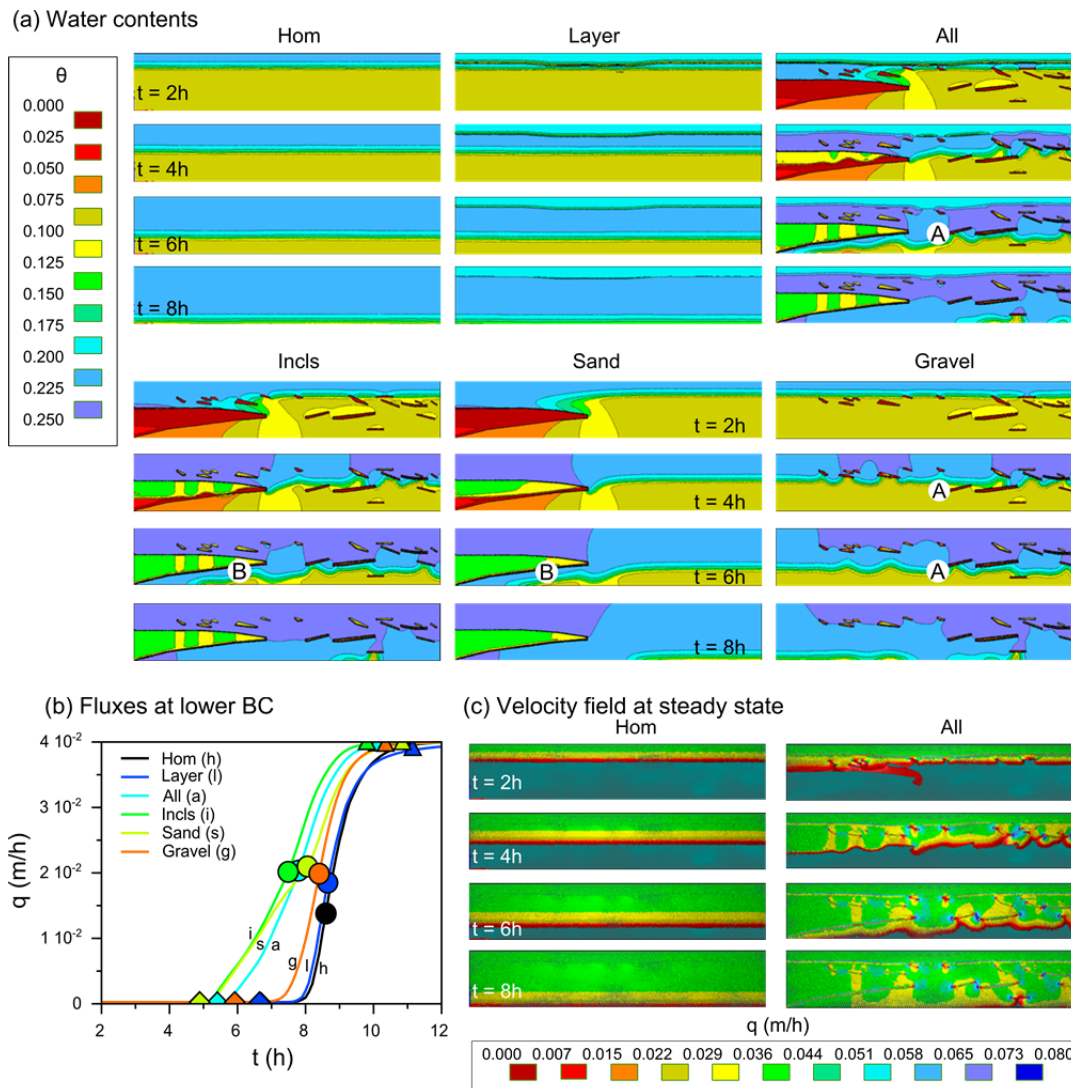 (a) Water contents
Hom Layer All
θ
0.000
0.025
0.050
0.075
0.100
0.125
0.150
0.175
0.200
0.225
0.250
t = 2h
t = 4h
t = 6h
A
t = 8h
Incls Sand Gravel
t = 2h
t = 4h
A
B B t = 6h A
t = 8h
(b) Fluxes at lower BC
4 10-2
3 10-2
2 10-2
1 10-2
0
q (m/h)
Hom (h)
Layer (l)
All (a)
Incls (i)
Sand (s)
Gravel (g)
i s a g l h
2 4 6 8 10 12
t (h)
(c) Velocity field at steady state
Hom All
t = 2h
t = 4h
t = 6h
t = 8h
q (m/h)
0.000 0.007 0.015 0.022 0.029 0.036 0.044 0.051 0.058 0.065 0.073 0.080